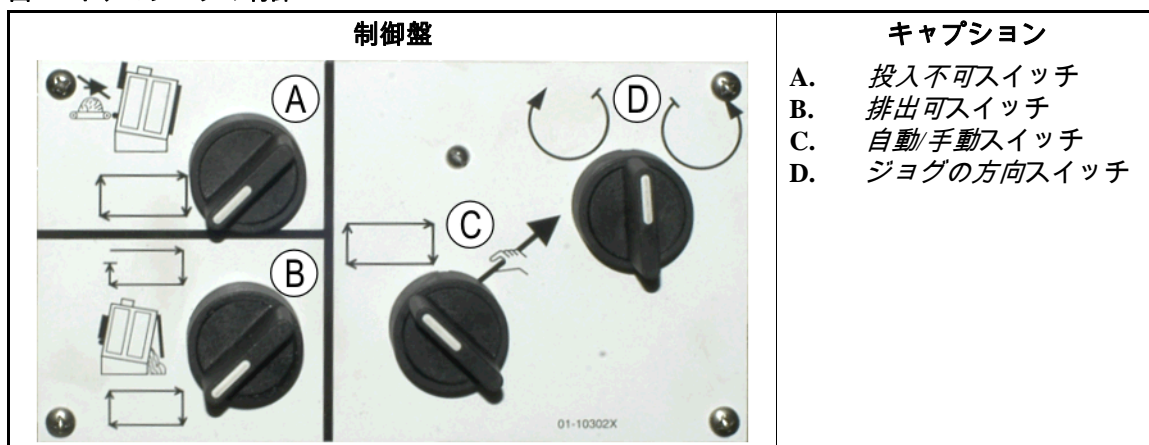 制御盤
キャプション
A
B
C
D
01-10302X
A. 投入不可スイッチ
B. 排出可スイッチ
C. 自動/手動スイッチ
D. ジョグの方向スイッチ